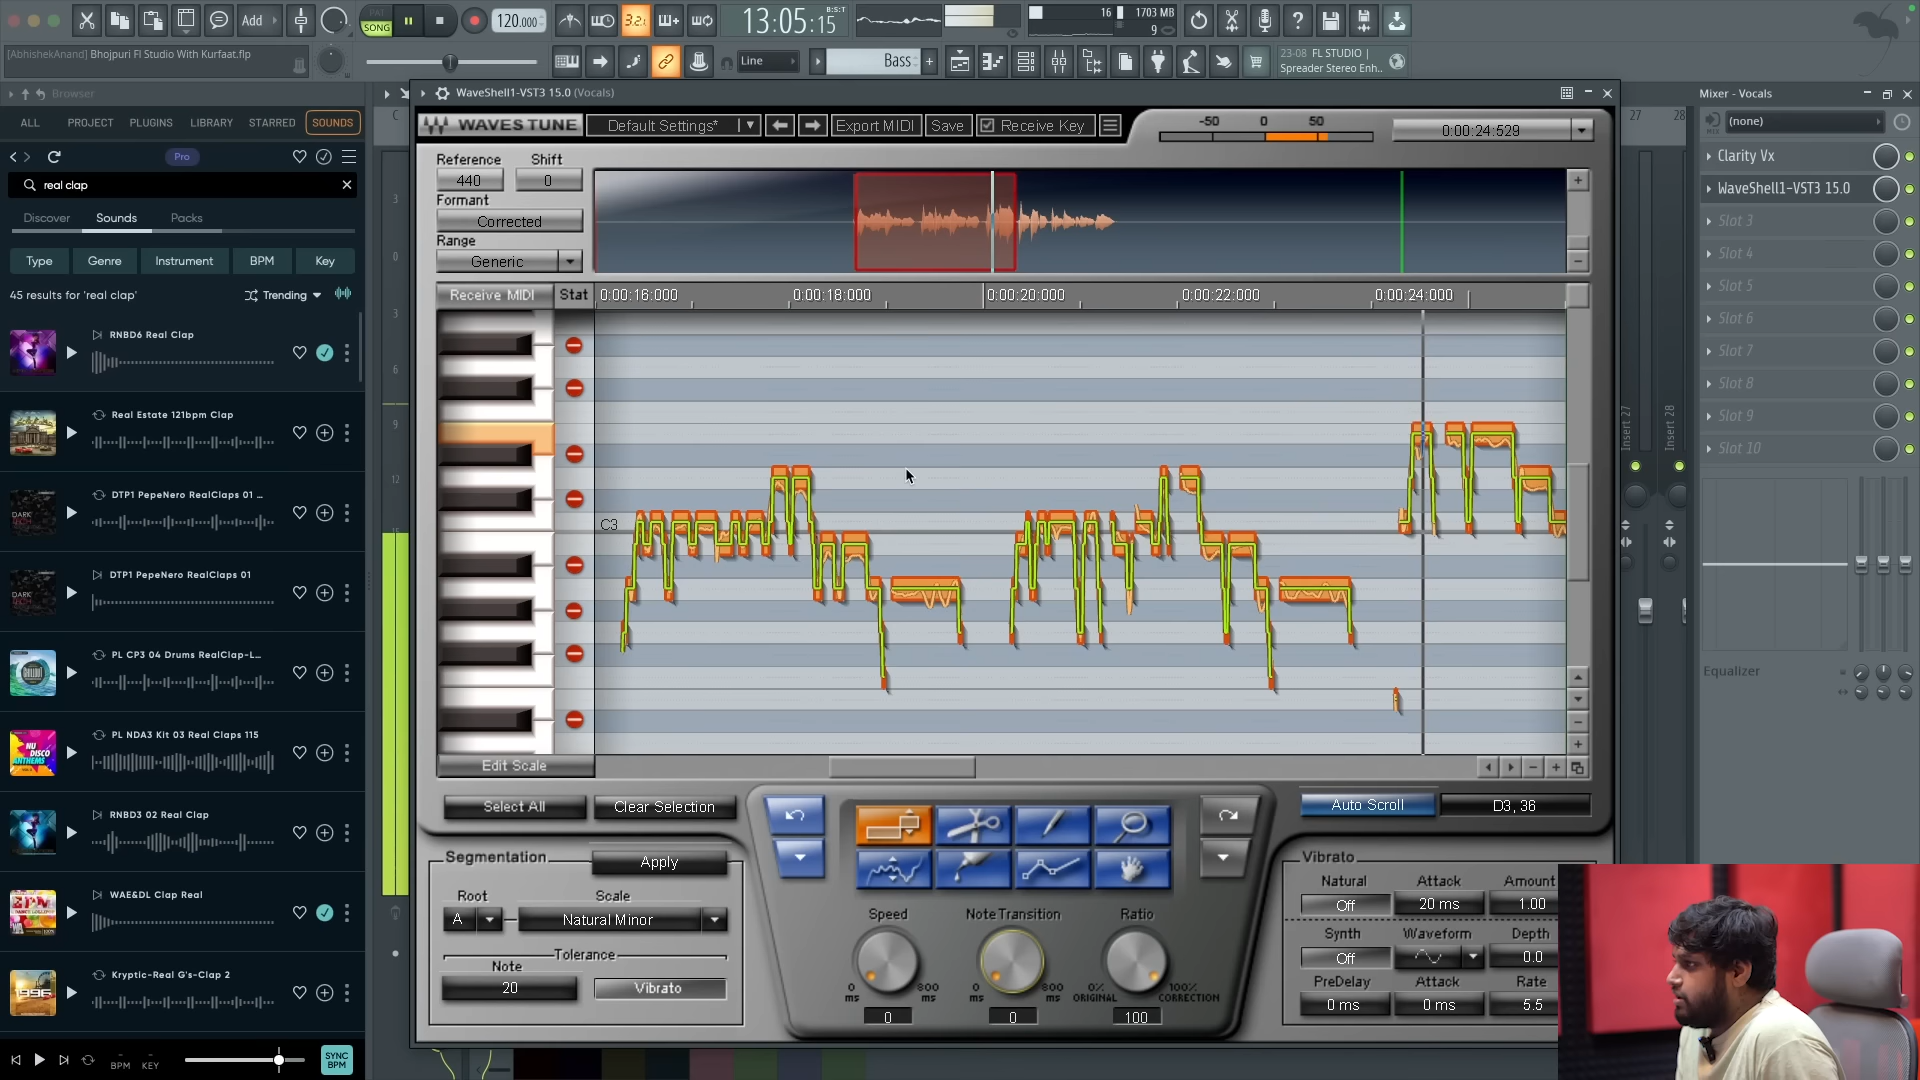 Add
PAT
SONG
120.000
3.2.
13:05:15
B:S:T
16
1703 MB
9
[AbhishekAnand] Bhojpuri Fl Studio With Kurfaat.flp
Line
Bass
23-08 FL STUDIO |
Spreader Stereo Enh..
Browser
ALL
PROJECT
PLUGINS
LIBRARY
STARRED
SOUNDS
Pro
real clap
Discover
Sounds
Packs
Type
Genre
Instrument
BPM
Key
45 results for 'real clap'
Trending
RNBD6 Real Clap
Real Estate 121bpm Clap
DTP1 PepeNero RealClaps 01 ...
DTP1 PepeNero RealClaps 01
PL CP3 04 Drums RealClap-L...
PL NDA3 Kit 03 Real Claps 115
RNBD3 02 Real Clap
WAE&DL Clap Real
Kryptic-Real G's-Clap 2
BPM
KEY
SYNC
BPM
WaveShell1-VST3 15.0 (Vocals)
WAVES TUNE
Default Settings*
Export MIDI
Save
Receive Key
-50
0
50
0:00:24:529
Reference
Shift
440
0
Formant
Corrected
Range
Generic
Receive MIDI
Stat
0:00:16:000
0:00:18:000
0:00:20:000
0:00:22:000
0:00:24:000
C3
Edit Scale
Select All
Clear Selection
Auto Scroll
D3, 36
Segmentation
Apply
Root
Scale
A
Natural Minor
Tolerance
Note
20
Vibrato
Speed
Note Transition
Ratio
0
ms
800
ms
0
ms
800
ms
0%
ORIGINAL
100%
CORRECTION
0
0
100
Vibrato
Natural
Attack
Amount
Off
20 ms
1.00
Synth
Waveform
Depth
Off
0.0
PreDelay
Attack
Rate
0 ms
0 ms
5.5
27
28
Insert 27
Insert 28
Mixer - Vocals
(none)
Clarity Vx
WaveShell1-VST3 15.0
Slot 3
Slot 4
Slot 5
Slot 6
Slot 7
Slot 8
Slot 9
Slot 10
Equalizer